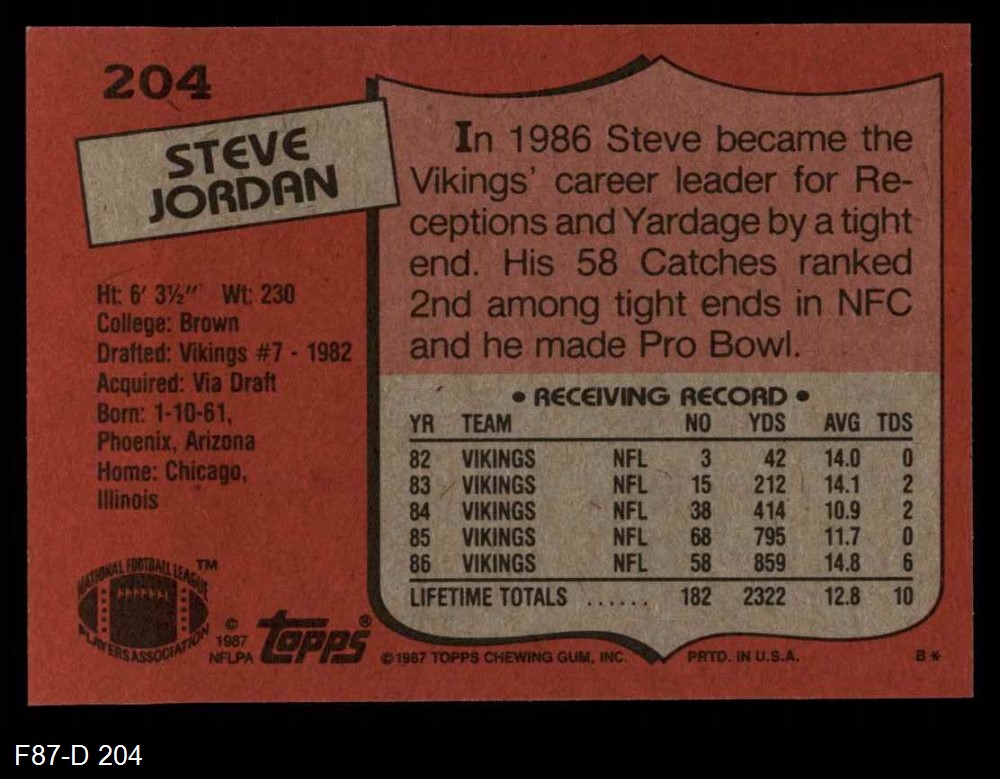 204
STEVE
JORDAN
Ht: 6' 3½" Wt: 230
College: Brown
Drafted: Vikings #7 - 1982
Acquired: Via Draft
Born: 1-10-61,
Phoenix, Arizona
Home: Chicago,
Illinois
In 1986 Steve became the
Vikings' career leader for Re-
ceptions and Yardage by a tight
end. His 58 Catches ranked
2nd among tight ends in NFC
and he made Pro Bowl.
• RECEIVING RECORD •
YR TEAM NO YDS AVG TDS
82 VIKINGS NFL 3 42 14.0 0
83 VIKINGS NFL 15 212 14.1 2
84 VIKINGS NFL 38 414 10.9 2
85 VIKINGS NFL 68 795 11.7 0
86 VIKINGS NFL 58 859 14.8 6
LIFETIME TOTALS ...... 182 2322 12.8 10
NATIONAL FOOTBALL LEAGUE ™
PLAYERS ASSOCIATION
©
1987
NFLPA
topps®
©1987 TOPPS CHEWING GUM, INC. PRTD. IN U.S.A. B*
F87-D 204